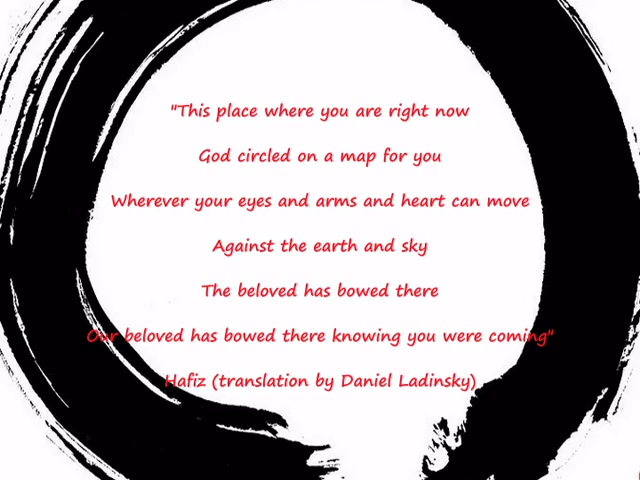 "This place where you are right now
God circled on a map for you
Wherever your eyes and arms and heart can move
Against the earth and sky
The beloved has bowed there
Our beloved has bowed there knowing you were coming"
Hafiz (translation by Daniel Ladinsky)